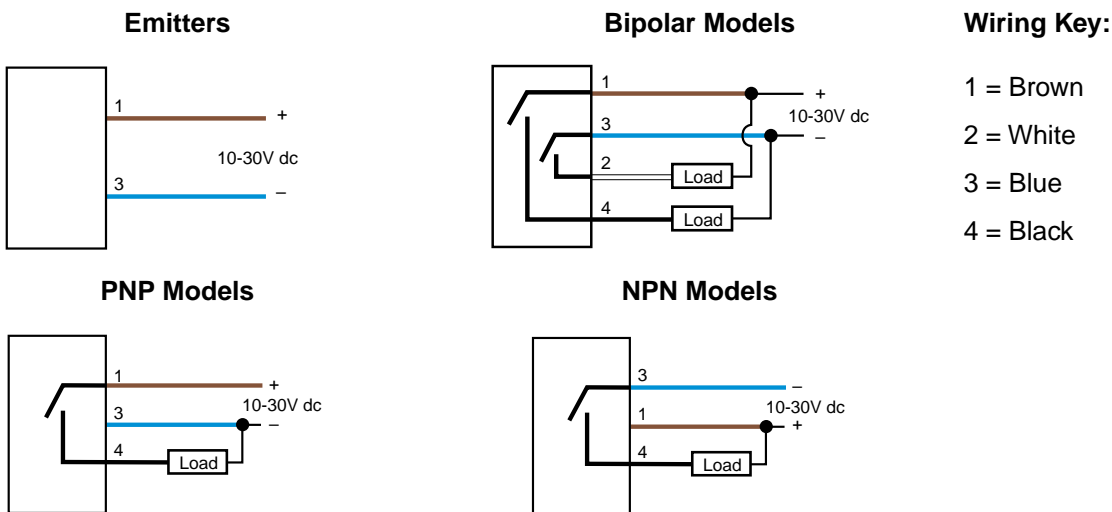 Emitters
1
+
10-30V dc
3
–
Bipolar Models
1
+
10-30V dc
3
–
2
Load
4
Load
Wiring Key:
1 = Brown
2 = White
3 = Blue
4 = Black
PNP Models
1
+
10-30V dc
3
–
4
Load
NPN Models
3
–
10-30V dc
1
+
4
Load